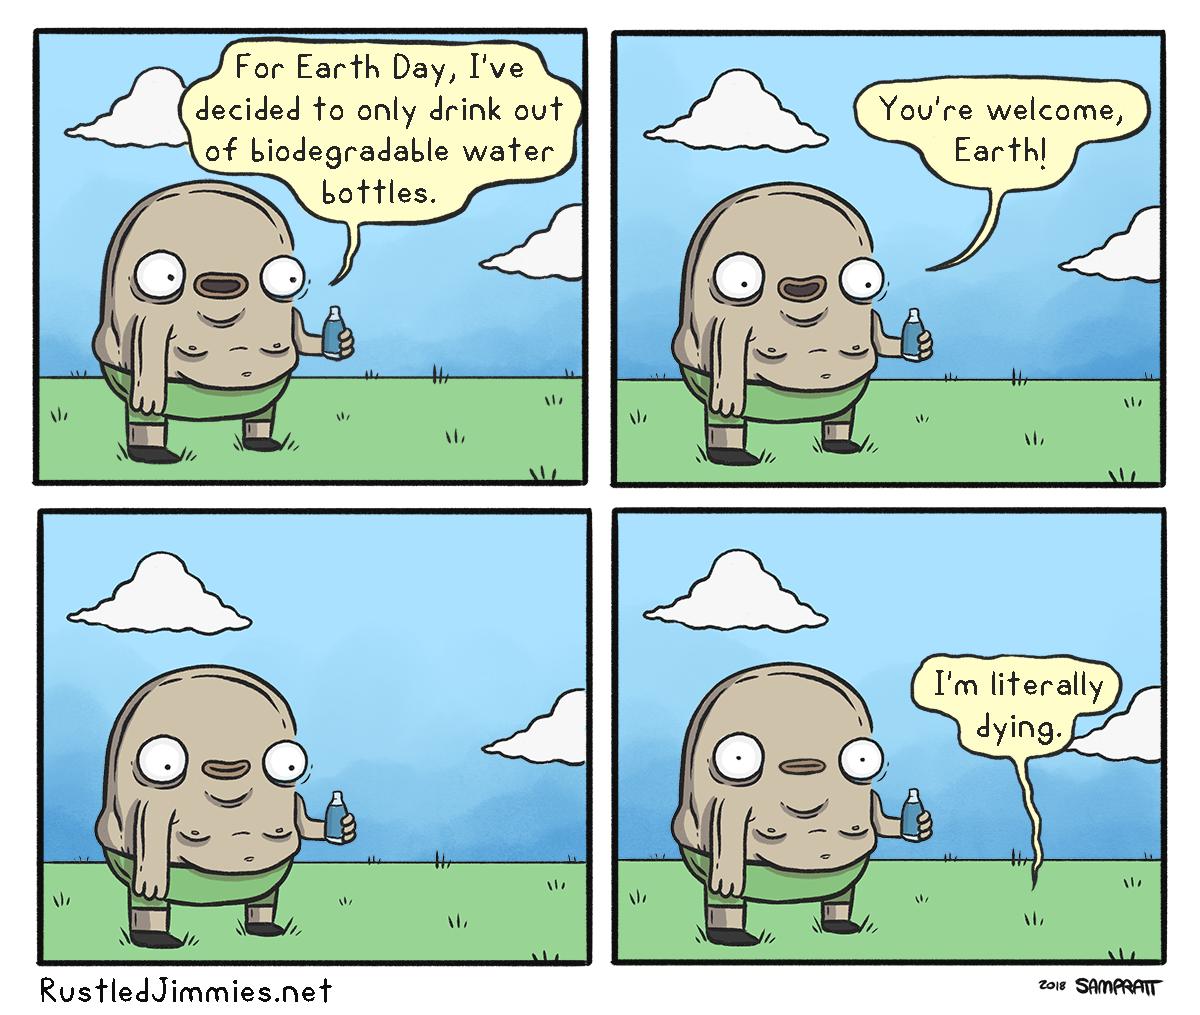 For Earth Day, I've
decided to only drink out
of biodegradable water
bottles.
You're welcome,
Earth!
I'm literally
dying.
RustledJimmies.net
2018 SAMPRATT